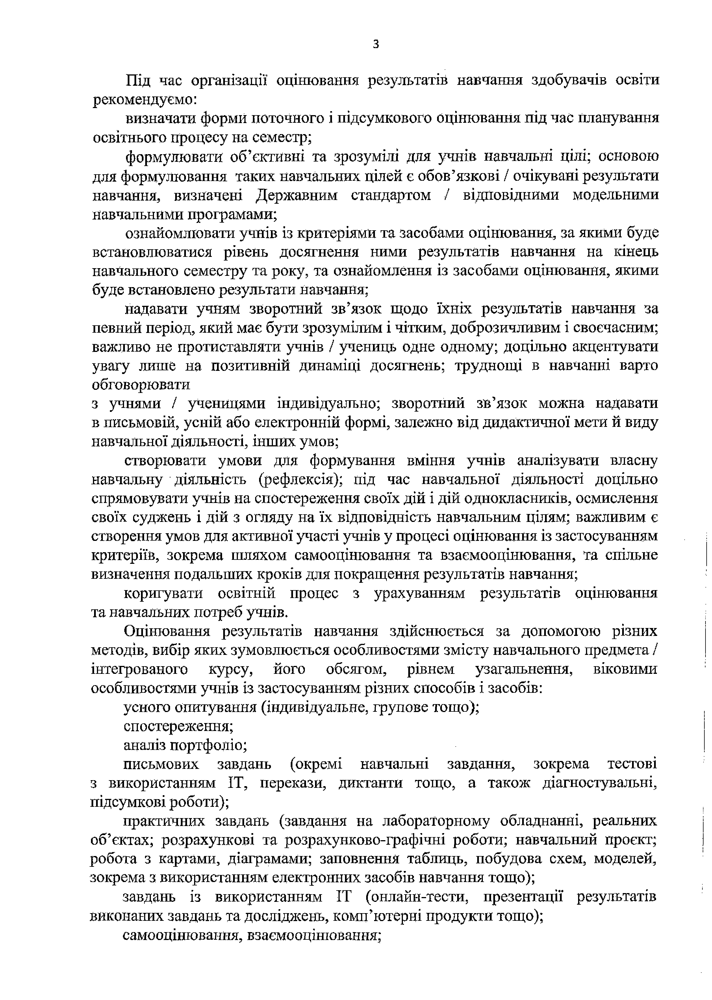 3
Під час організації оцінювання результатів навчання здобувачів освіти
рекомендуємо:
визначати форми поточного і підсумкового оцінювання під час планування
освітнього процесу на семестр;
формулювати об’єктивні та зрозумілі для учнів навчальні цілі; основою
для формулювання таких навчальних цілей є обов’язкові / очікувані результати
навчання, визначені Державним стандартом / відповідними модельними
навчальними програмами;
ознайомлювати учнів із критеріями та засобами оцінювання, за якими буде
встановлюватися рівень досягнення ними результатів навчання на кінець
навчального семестру та року, та ознайомлення із засобами оцінювання, якими
буде встановлено результати навчання;
надавати учням зворотний зв’язок щодо їхніх результатів навчання за
певний період, який має бути зрозумілим і чітким, доброзичливим і своєчасним;
важливо не протиставляти учнів / учениць одне одному; доцільно акцентувати
увагу лише на позитивній динаміці досягнень; труднощі в навчанні варто
обговорювати
з учнями / ученицями індивідуально; зворотний зв’язок можна надавати
в письмовій, усній або електронній формі, залежно від дидактичної мети й виду
навчальної діяльності, інших умов;
створювати умови для формування вміння учнів аналізувати власну
навчальну діяльність (рефлексія); під час навчальної діяльності доцільно
спрямовувати учнів на спостереження своїх дій і дій однокласників, осмислення
своїх суджень і дій з огляду на їх відповідність навчальним цілям; важливим є
створення умов для активної участі учнів у процесі оцінювання із застосуванням
критеріїв, зокрема шляхом самооцінювання та взаємооцінювання, та спільне
визначення подальших кроків для покращення результатів навчання;
коригувати освітній процес з урахуванням результатів оцінювання
та навчальних потреб учнів.
Оцінювання результатів навчання здійснюється за допомогою різних
методів, вибір яких зумовлюється особливостями змісту навчального предмета /
інтегрованого курсу, його обсягом, рівнем узагальнення, віковими
особливостями учнів із застосуванням різних способів і засобів:
усного опитування (індивідуальне, групове тощо);
спостереження;
аналіз портфоліо;
письмових завдань (окремі навчальні завдання, зокрема тестові
з використанням ІТ, перекази, диктанти тощо, а також діагностувальні,
підсумкові роботи);
практичних завдань (завдання на лабораторному обладнанні, реальних
об’єктах; розрахункові та розрахунково-графічні роботи; навчальний проєкт;
робота з картами, діаграмами; заповнення таблиць, побудова схем, моделей,
зокрема з використанням електронних засобів навчання тощо);
завдань із використанням ІТ (онлайн-тести, презентації результатів
виконаних завдань та досліджень, комп’ютерні продукти тощо);
самооцінювання, взаємооцінювання;